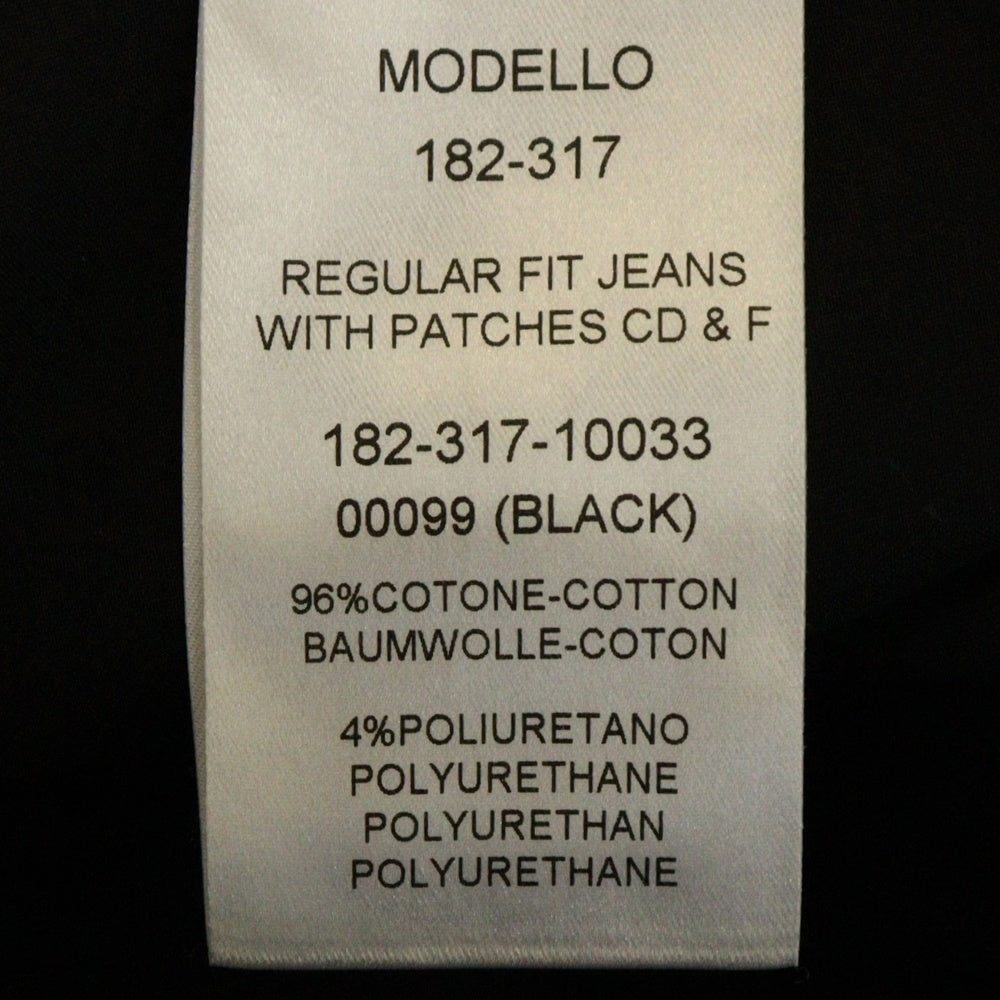 MODELLO
182-317
REGULAR FIT JEANS
WITH PATCHES CD & F
182-317-10033
00099 (BLACK)
96%COTONE-COTTON
BAUMWOLLE-COTON
4%POLIURETANO
POLYURETHANE
POLYURETHAN
POLYURETHANE